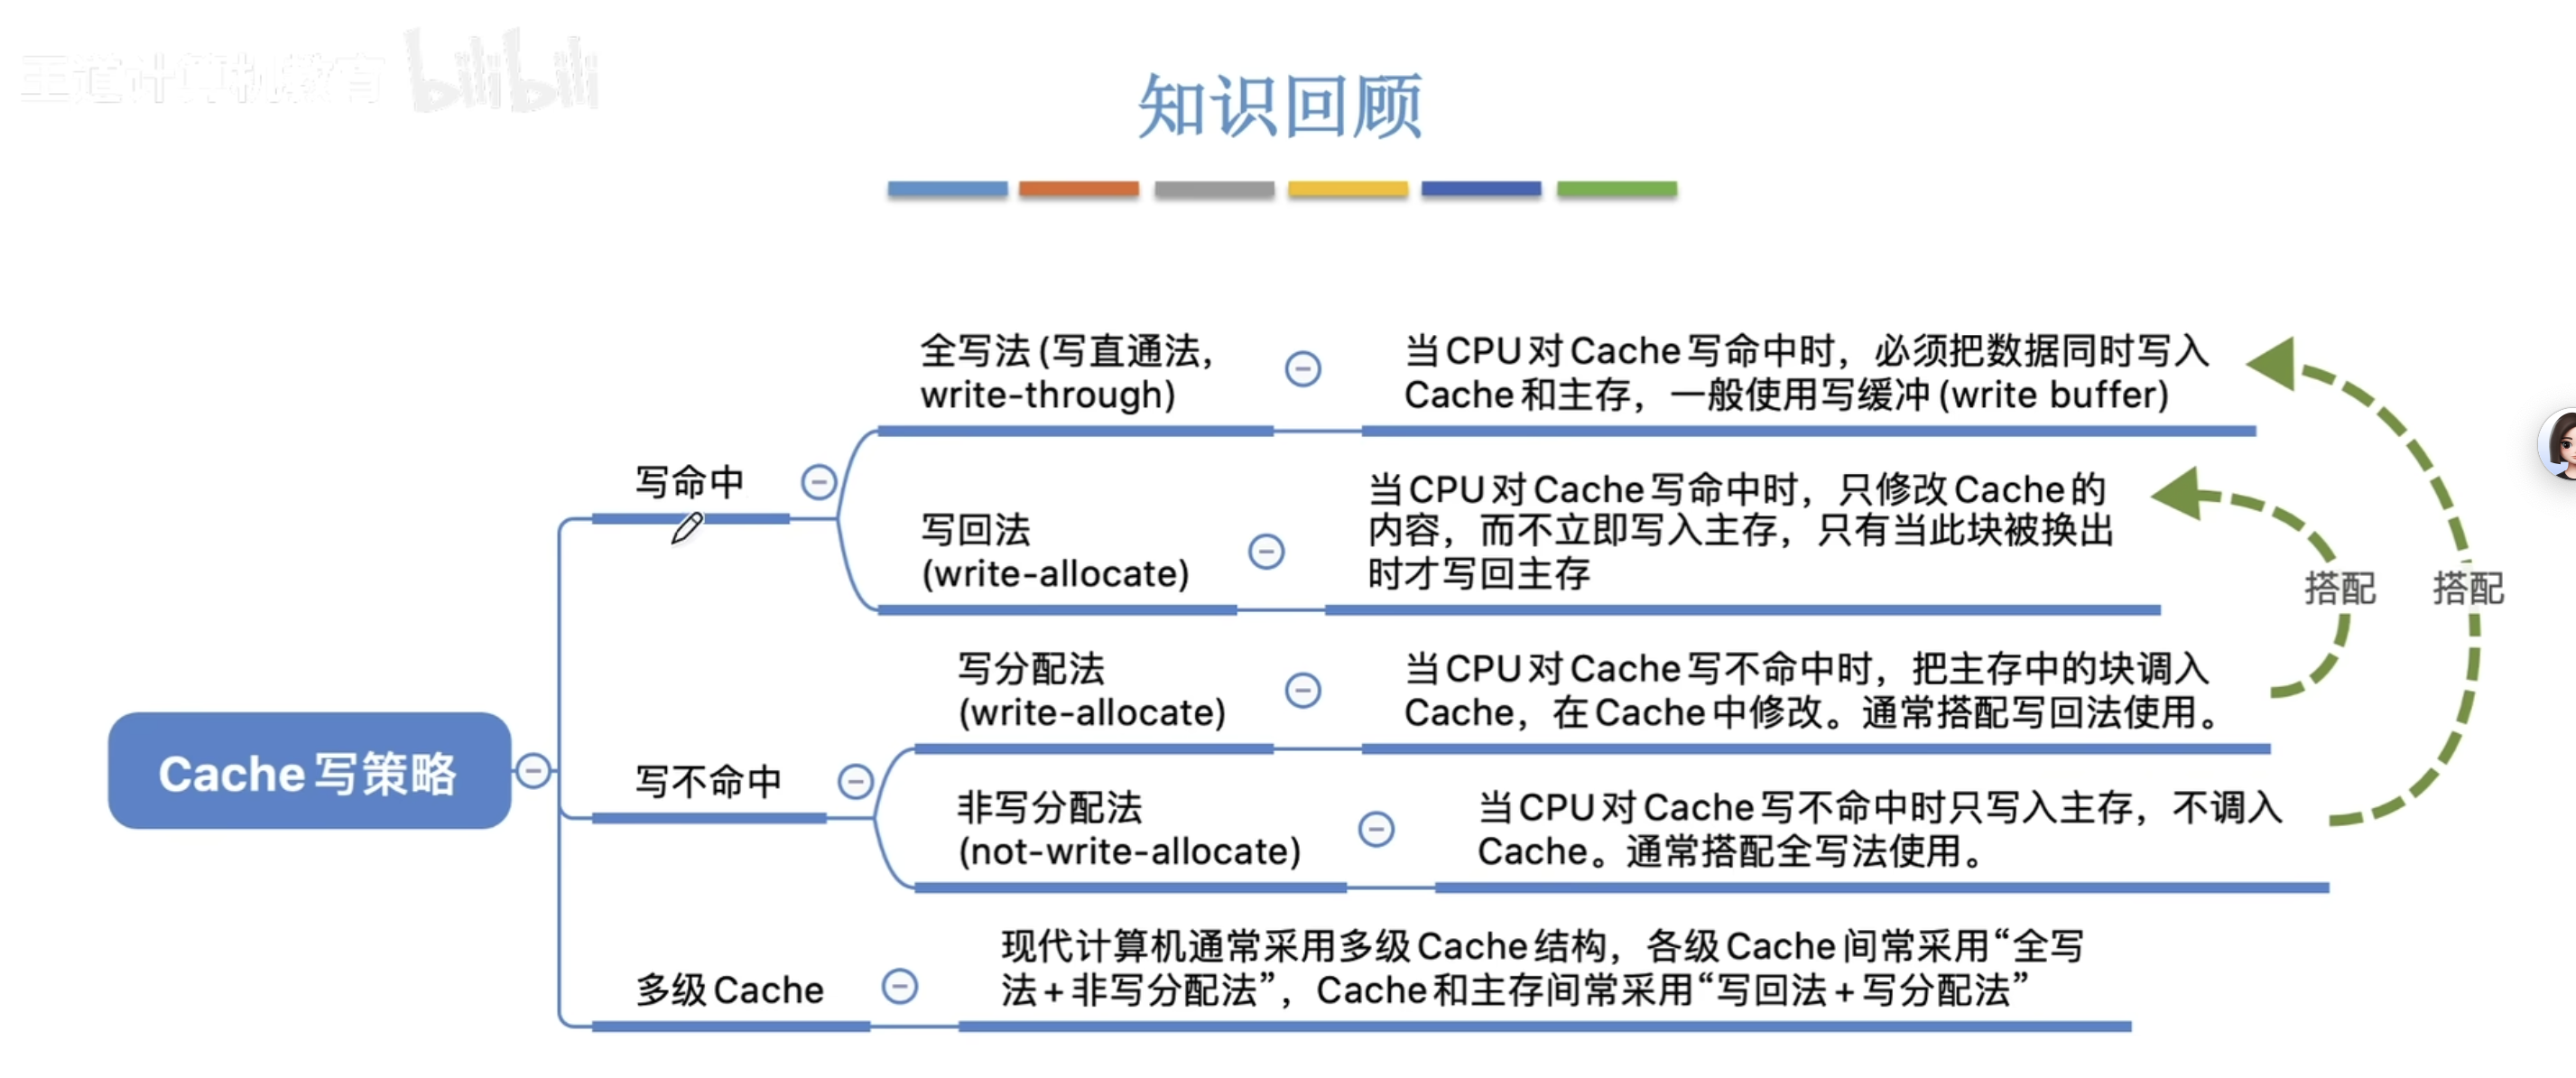 王道计算机教育 bilibili
知识回顾
全写法(写直通法，
write-through)
当CPU对Cache写命中时，必须把数据同时写入
Cache和主存，一般使用写缓冲(write buffer)
写命中
写回法
(write-allocate)
当CPU对Cache写命中时，只修改Cache的
内容，而不立即写入主存，只有当此块被换出
时才写回主存
搭配
搭配
Cache写策略
写不命中
写分配法
(write-allocate)
当CPU对Cache写不命中时，把主存中的块调入
Cache，在Cache中修改。通常搭配写回法使用。
非写分配法
(not-write-allocate)
当CPU对Cache写不命中时只写入主存，不调入
Cache。通常搭配全写法使用。
多级Cache
现代计算机通常采用多级Cache结构，各级Cache间常采用“全写
法+非写分配法”，Cache和主存间常采用“写回法+写分配法”